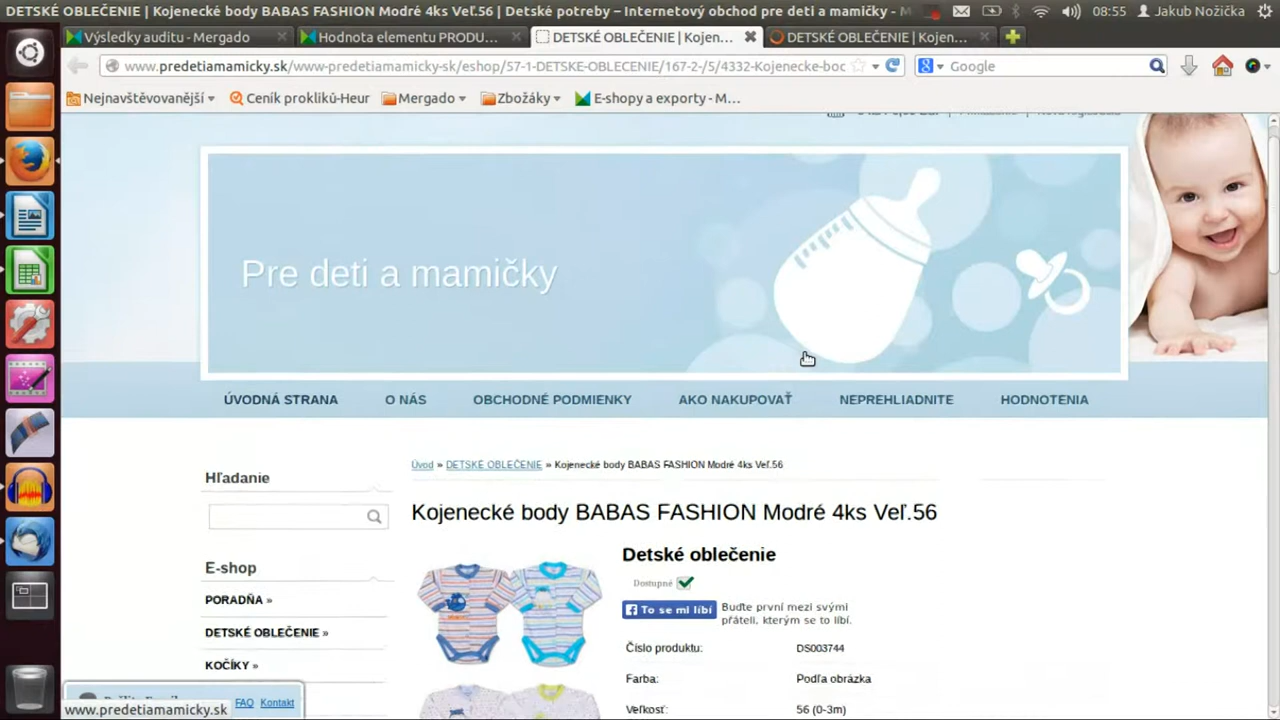 DETSKÉ OBLEČENIE | Kojenecké body BABAS FASHION Modré 4ks Veľ.56 | Detské potreby – Internetový obchod pre deti a mamičky - M
08:55 Jakub Nožička
Výsledky auditu - Mergado
Hodnota elementu PRODU...
DETSKÉ OBLEČENIE | Kojen...
DETSKÉ OBLEČENIE | Kojen...
www.predetiamamicky.sk/www-predetiamamicky-sk/eshop/57-1-DETSKE-OBLECENIE/167-2-/5/4332-Kojenecke-boc
Google
Nejnavštěvovanější
Ceník prokliků-Heur
Mergado
Zbožáky
E-shopy a exporty - M...
Pre deti a mamičky
ÚVODNÁ STRANA
O NÁS
OBCHODNÉ PODMIENKY
AKO NAKUPOVAŤ
NEPREHLIADNITE
HODNOTENIA
Úvod » DETSKÉ OBLEČENIE » Kojenecké body BABAS FASHION Modré 4ks Veľ.56
Hľadanie
E-shop
PORADŇA »
DETSKÉ OBLEČENIE »
KOČÍKY »
Kojenecké body BABAS FASHION Modré 4ks Veľ.56
Detské oblečenie
Dostupné
To se mi líbí
Buďte první mezi svými
přáteli, kterým se to líbí.
Číslo produktu: DS003744
Farba: Podľa obrázka
Veľkosť: 56 (0-3m)
FAQ Kontakt
www.predetiamamicky.sk